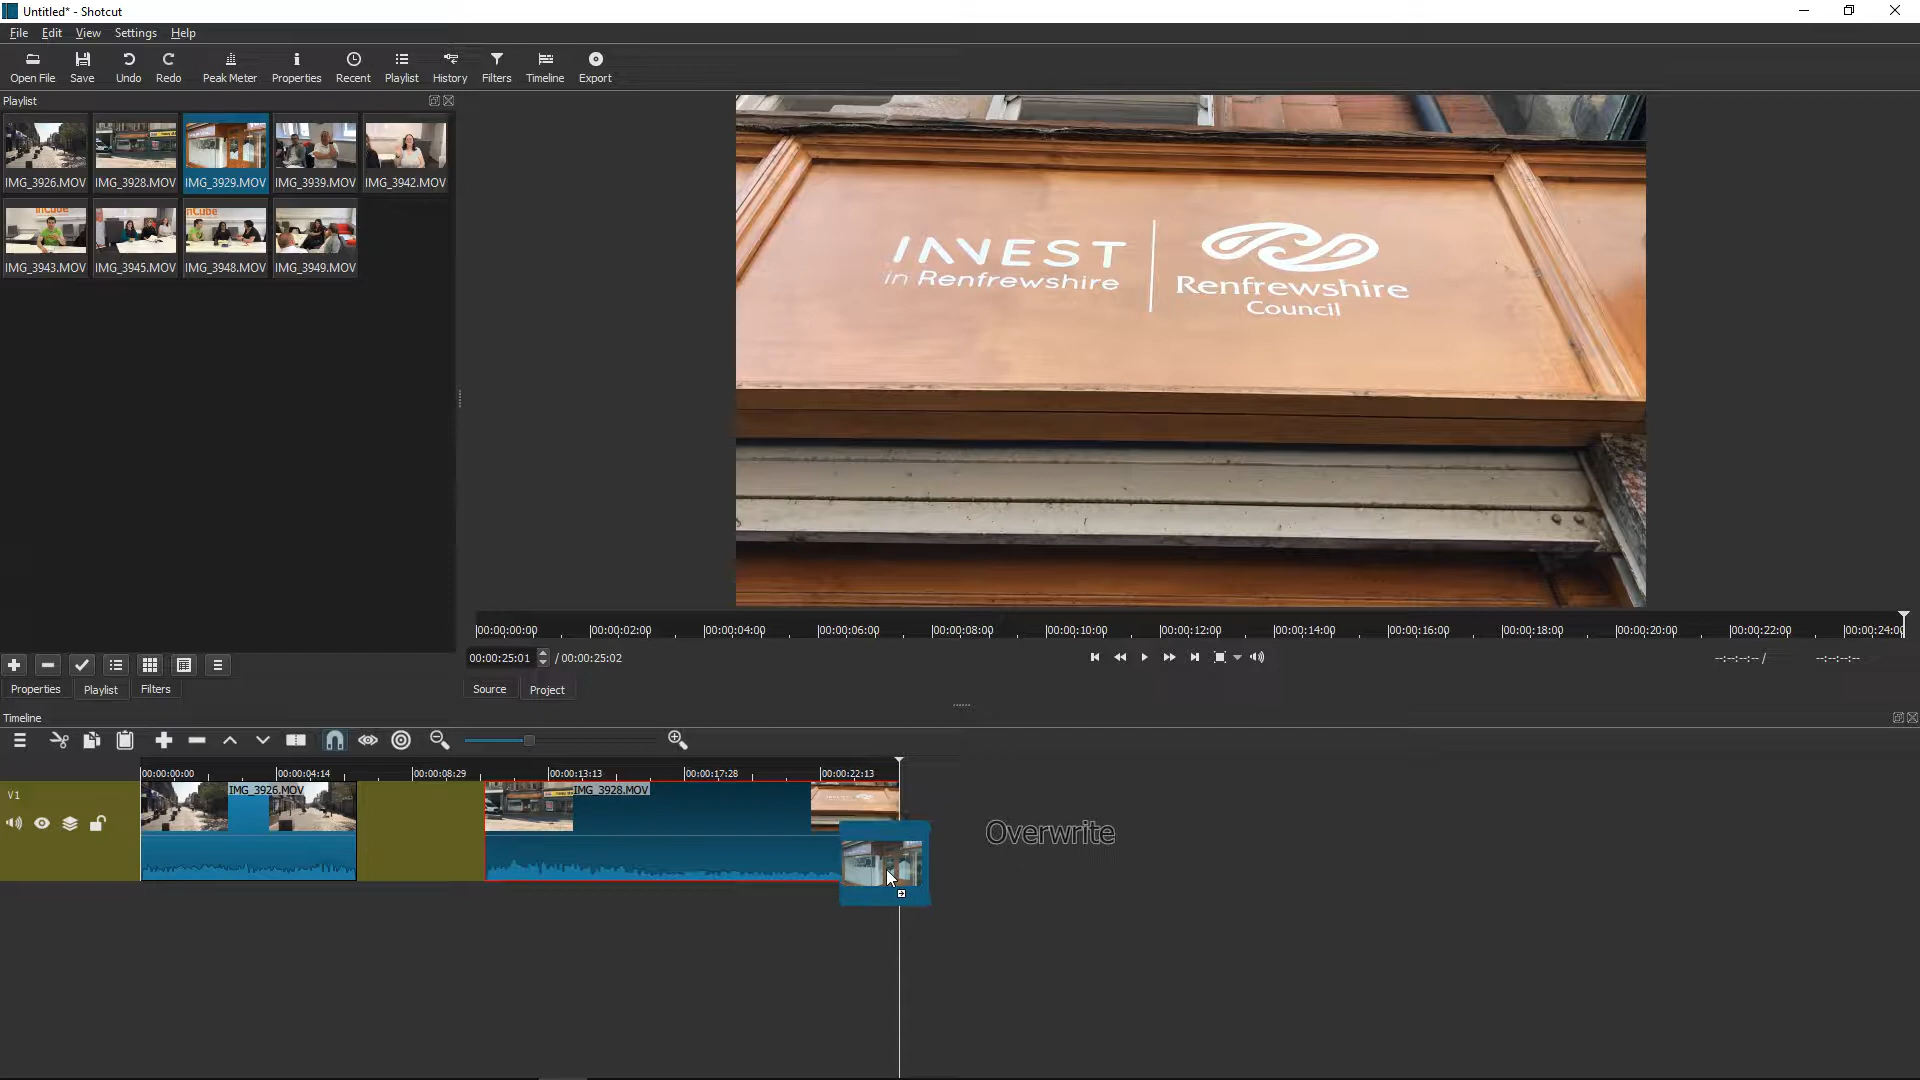 Untitled* - Shotcut
File Edit View Settings Help
Open File Save Undo Redo Peak Meter Properties Recent Playlist History Filters Timeline Export
Playlist
IMG_3926.MOV IMG_3928.MOV IMG_3929.MOV IMG_3939.MOV IMG_3942.MOV
inCube inCube
IMG_3943.MOV IMG_3945.MOV IMG_3948.MOV IMG_3949.MOV
INVEST
in Renfrewshire
Renfrewshire
Council
00:00:00:00 00:00:02:00 00:00:04:00 00:00:06:00 00:00:08:00 00:00:10:00 00:00:12:00 00:00:14:00 00:00:16:00 00:00:18:00 00:00:20:00 00:00:22:00 00:00:24:00
00:00:25:01 / 00:00:25:02 --:--:--:-- / --:--:--:--
Properties Playlist Filters Source Project
Timeline
00:00:00:00 00:00:04:14 00:00:08:29 00:00:13:13 00:00:17:28 00:00:22:13
V1 IMG_3926.MOV IMG_3928.MOV
Overwrite